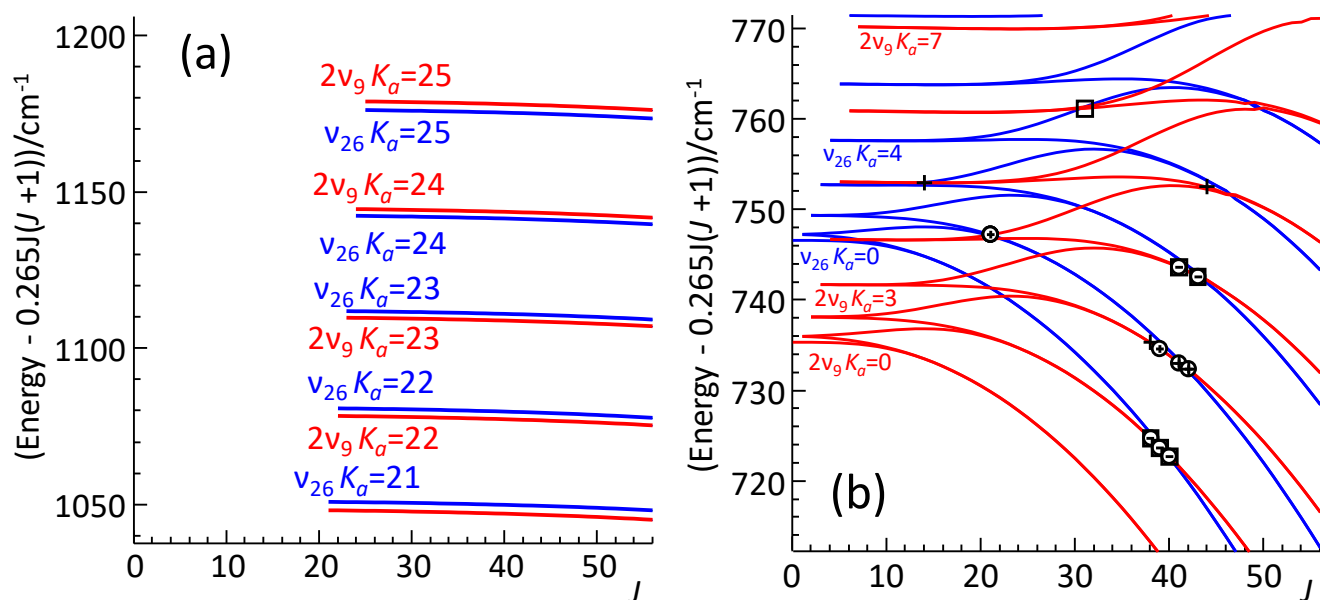 (a)
(Energy - 0.265J(J +1))/cm⁻¹
1200
1150
1100
1050
2ν₉ Kₐ=25
ν₂₆ Kₐ=25
2ν₉ Kₐ=24
ν₂₆ Kₐ=24
ν₂₆ Kₐ=23
2ν₉ Kₐ=23
ν₂₆ Kₐ=22
2ν₉ Kₐ=22
ν₂₆ Kₐ=21
0 10 20 30 40 50 J
(b)
(Energy - 0.265J(J +1))/cm⁻¹
770
760
750
740
730
720
2ν₉ Kₐ=7
ν₂₆ Kₐ=4
ν₂₆ Kₐ=0
2ν₉ Kₐ=3
2ν₉ Kₐ=0
0 10 20 30 40 50 J